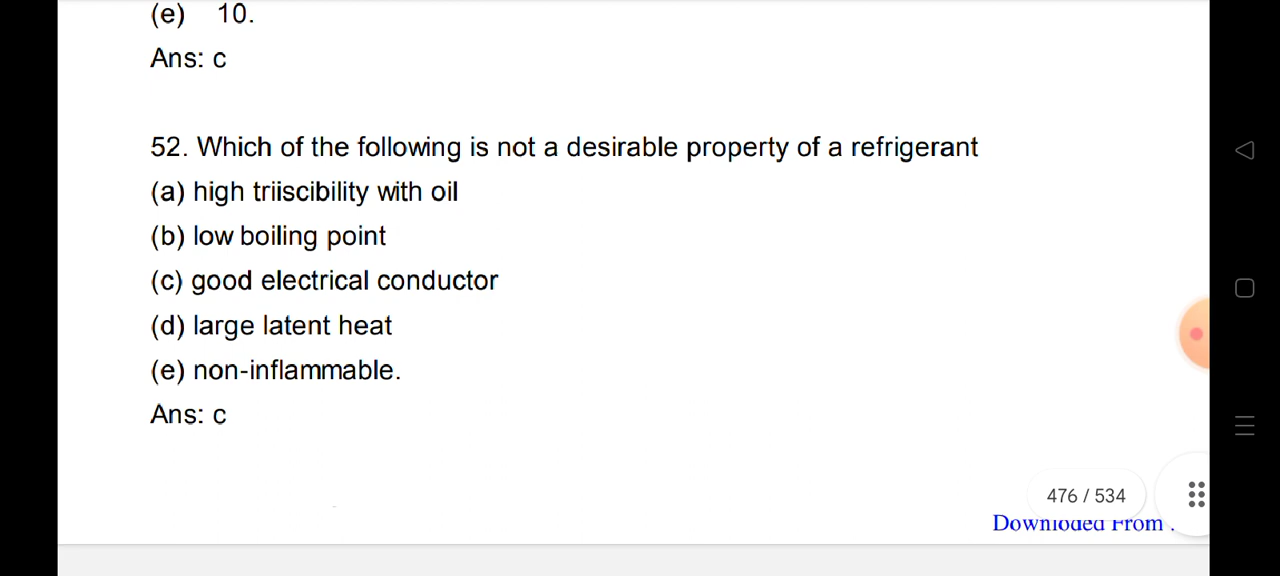 (e) 10.
Ans: c
52. Which of the following is not a desirable property of a refrigerant
(a) high triiscibility with oil
(b) low boiling point
(c) good electrical conductor
(d) large latent heat
(e) non-inflammable.
Ans: c
476 / 534
Downloded From